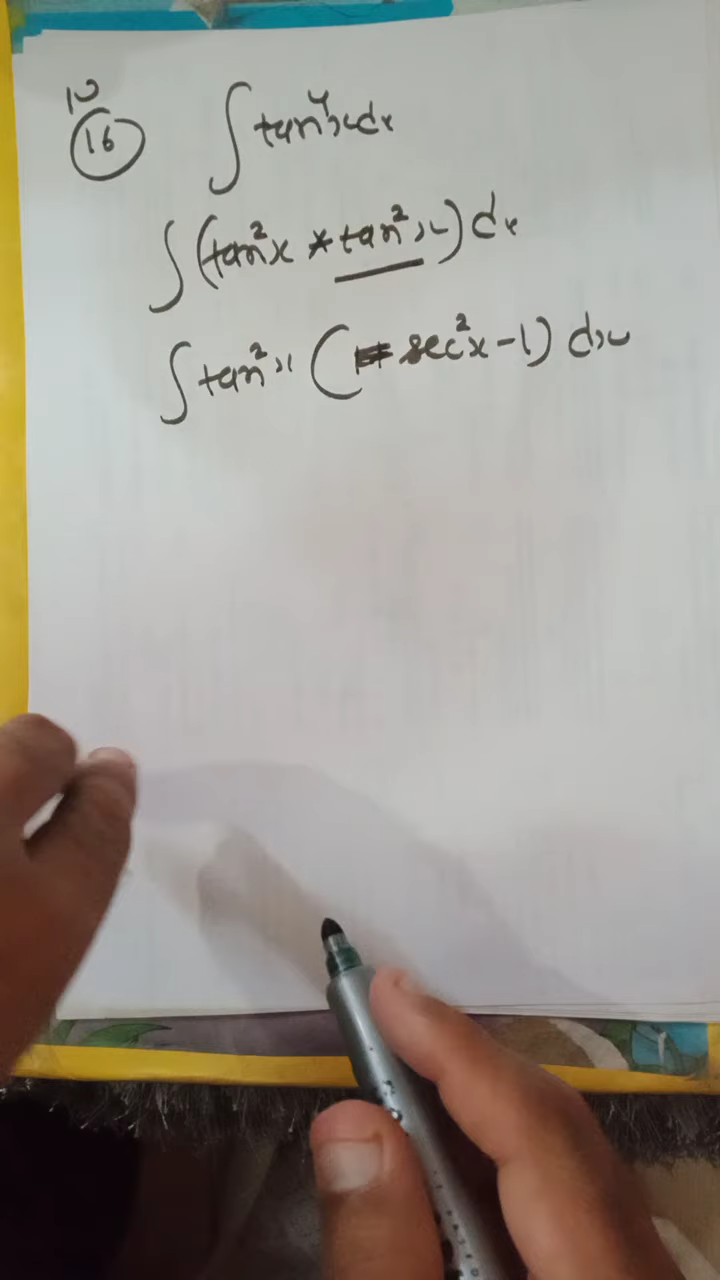 10
(16) ∫tan⁴x dx
∫(tan²x * tan²x) dx
∫tan²x (sec²x - 1) dx